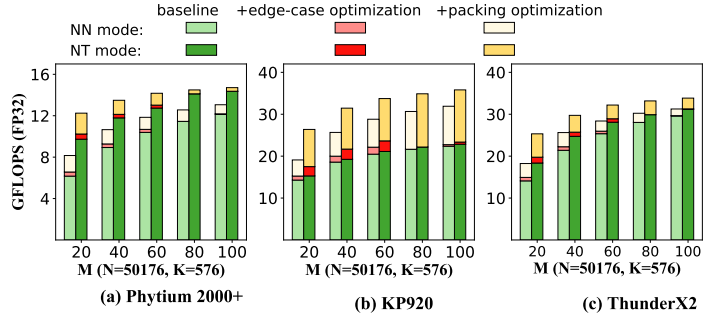 baseline +edge-case optimization +packing optimization
NN mode:
NT mode:
GFLOPS (FP32)
16
12
8
4
20 40 60 80 100
M (N=50176, K=576)
(a) Phytium 2000+
40
30
20
10
20 40 60 80 100
M (N=50176, K=576)
(b) KP920
40
30
20
10
20 40 60 80 100
M (N=50176, K=576)
(c) ThunderX2